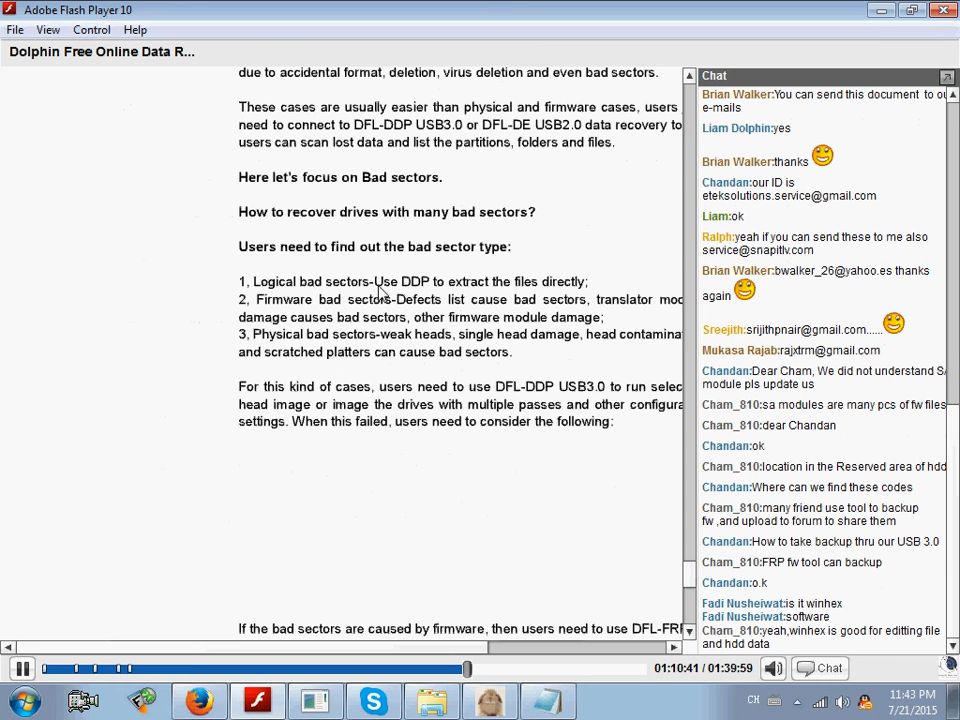 Adobe Flash Player 10
File View Control Help
Dolphin Free Online Data R...
due to accidental format, deletion, virus deletion and even bad sectors.
These cases are usually easier than physical and firmware cases, users
need to connect to DFL-DDP USB3.0 or DFL-DE USB2.0 data recovery to
users can scan lost data and list the partitions, folders and files.
Here let's focus on Bad sectors.
How to recover drives with many bad sectors?
Users need to find out the bad sector type:
1, Logical bad sectors-Use DDP to extract the files directly;
2, Firmware bad sectors-Defects list cause bad sectors, translator mod
damage causes bad sectors, other firmware module damage;
3, Physical bad sectors-weak heads, single head damage, head contamina
and scratched platters can cause bad sectors.
For this kind of cases, users need to use DFL-DDP USB3.0 to run selec
head image or image the drives with multiple passes and other configura
settings. When this failed, users need to consider the following:
If the bad sectors are caused by firmware, then users need to use DFL-FRP
Chat
Brian Walker:You can send this document to o
e-mails
Liam Dolphin:yes
Brian Walker:thanks
Chandan:our ID is
eteksolutions.service@gmail.com
Liam:ok
Ralph:yeah if you can send these to me also
service@snapitlv.com
Brian Walker:bwalker_26@yahoo.es thanks
again
Sreejith:srijithpnair@gmail.com......
Mukasa Rajab:rajxtrm@gmail.com
Chandan:Dear Cham, We did not understand SA
module pls update us
Cham_810:sa modules are many pcs of fw files
Cham_810:dear Chandan
Chandan:ok
Cham_810:location in the Reserved area of hdd
Chandan:Where can we find these codes
Cham_810:many friend use tool to backup
fw ,and upload to forum to share them
Chandan:How to take backup thru our USB 3.0
Cham_810:FRP fw tool can backup
Chandan:o.k
Fadi Nusheiwat:is it winhex
Fadi Nusheiwat:software
Cham_810:yeah,winhex is good for editting file
and hdd data
01:10:41 / 01:39:59 Chat
CH 11:43 PM
7/21/2015